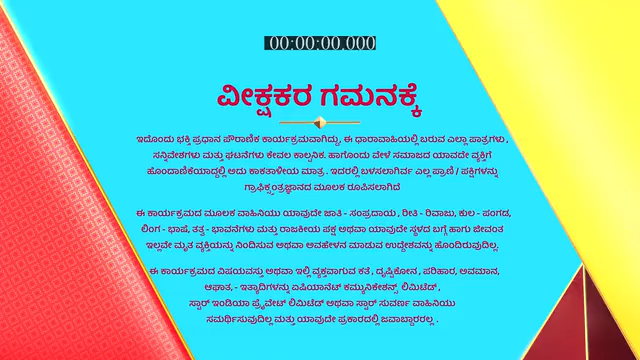 00:00:00.000
ವೀಕ್ಷಕರ ಗಮನಕ್ಕೆ
ಇದೊಂದು ಭಕ್ತಿ ಪ್ರಧಾನ ಪೌರಾಣಿಕ ಕಾರ್ಯಕ್ರಮವಾಗಿದ್ದು, ಈ ಧಾರಾವಾಹಿಯಲ್ಲಿ ಬರುವ ಎಲ್ಲಾ ಪಾತ್ರಗಳು,
ಸನ್ನಿವೇಶಗಳು ಮತ್ತು ಘಟನೆಗಳು ಕೇವಲ ಕಾಲ್ಪನಿಕ. ಹಾಗೊಂದು ವೇಳೆ ಸಮಾಜದ ಯಾವದೇ ವ್ಯಕ್ತಿಗೆ
ಹೊಂದಾಣಿಕೆಯಾದ್ದಲ್ಲಿ ಅದು ಕಾಕತಾಳೀಯ ಮಾತ್ರ. ಇದರಲ್ಲಿ ಬಳಸಲಾಗಿರ್ವ ಎಲ್ಲ ಪ್ರಾಣಿ / ಪಕ್ಷಿಗಳನ್ನು
ಗ್ರಾಫಿಕ್ಸ್ತಂತ್ರಜ್ಞಾನದ ಮೂಲಕ ರೂಪಿಸಲಾಗಿದೆ
ಈ ಕಾರ್ಯಕ್ರಮದ ಮೂಲಕ ವಾಹಿನಿಯು ಯಾವುದೇ ಜಾತಿ - ಸಂಪ್ರದಾಯ, ರೀತಿ - ರಿವಾಜು, ಕುಲ - ಪಂಗಡ,
ಲಿಂಗ - ಭಾಷೆ, ತತ್ವ - ಭಾವನೆಗಳು ಮತ್ತು ರಾಜಕೀಯ ಪಕ್ಷ ಅಥವಾ ಯಾವುದೇ ಸ್ಥಳದ ಬಗ್ಗೆ ಹಾಗು ಜೀವಂತ
ಇಲ್ಲವೇ ಮೃತ ವ್ಯಕ್ತಿಯನ್ನು ನಿಂದಿಸುವ ಅಥವಾ ಅವಹೇಳನ ಮಾಡುವ ಉದ್ದೇಶವನ್ನು ಹೊಂದಿರುವುದಿಲ್ಲ.
ಈ ಕಾರ್ಯಕ್ರಮದ ವಿಷಯವಸ್ತು ಅಥವಾ ಇಲ್ಲಿ ವ್ಯಕ್ತವಾಗುವ ಕತೆ, ದೃಷ್ಟಿಕೋನ, ಪರಿಹಾರ, ಅವಮಾನ,
ಆಘಾತ, - ಇತ್ಯಾದಿಗಳನ್ನು ಏಷಿಯಾನೆಟ್ ಕಮ್ಯುನಿಕೇಶನ್ಸ್ ಲಿಮಿಟೆಡ್,
ಸ್ಟಾರ್ ಇಂಡಿಯಾ ಪ್ರೈವೇಟ್ ಲಿಮಿಟೆಡ್ ಅಥವಾ ಸ್ಟಾರ್ ಸುವರ್ಣ ವಾಹಿನಿಯು
ಸಮರ್ಥಿಸುವುದಿಲ್ಲ ಮತ್ತು ಯಾವುದೇ ಪ್ರಕಾರದಲ್ಲಿ ಜವಾಬ್ದಾರರಲ್ಲ.